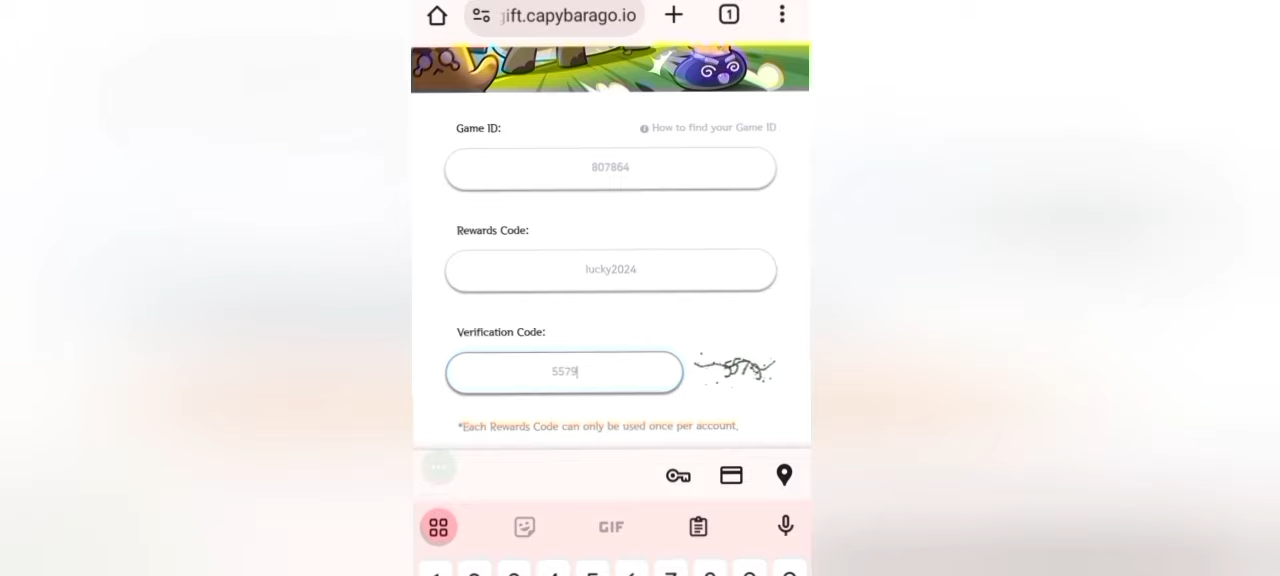 ift.capybarago.io
1
Game ID:
How to find your Game ID
807864
Rewards Code:
lucky2024
Verification Code:
5579
*Each Rewards Code can only be used once per account.
GIF